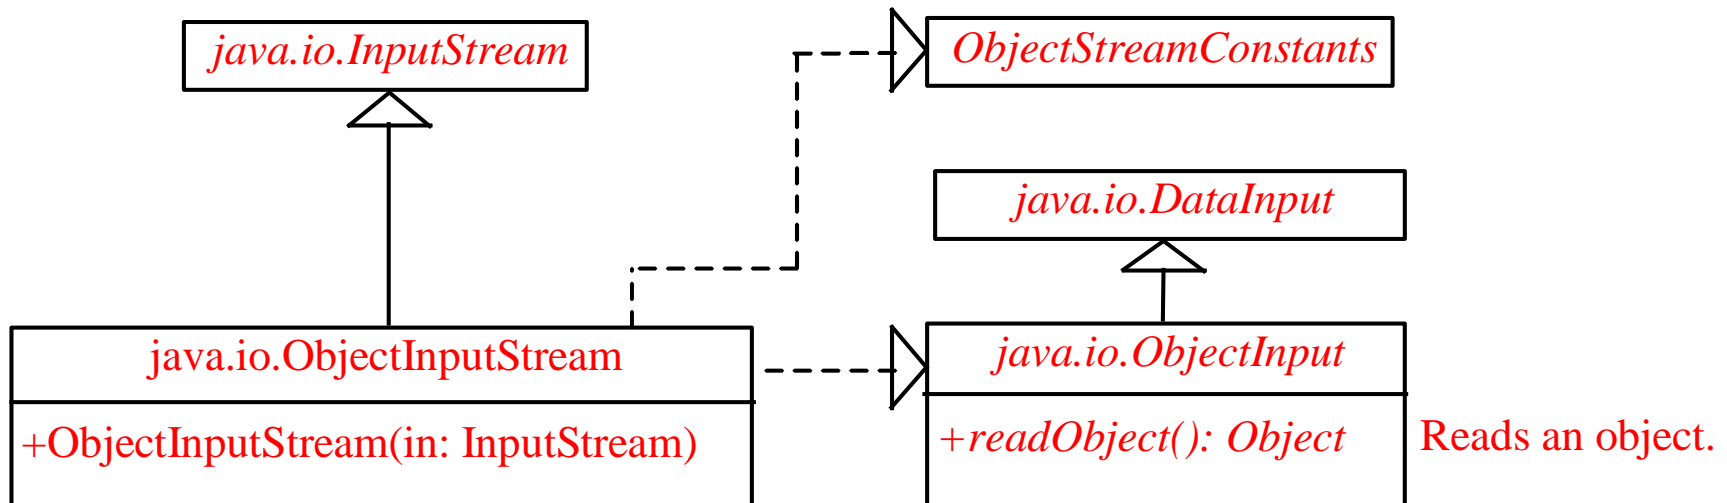 java.io.InputStream
ObjectStreamConstants
java.io.DataInput
java.io.ObjectInputStream
java.io.ObjectInput
+ObjectInputStream(in: InputStream)
+readObject(): Object
Reads an object.